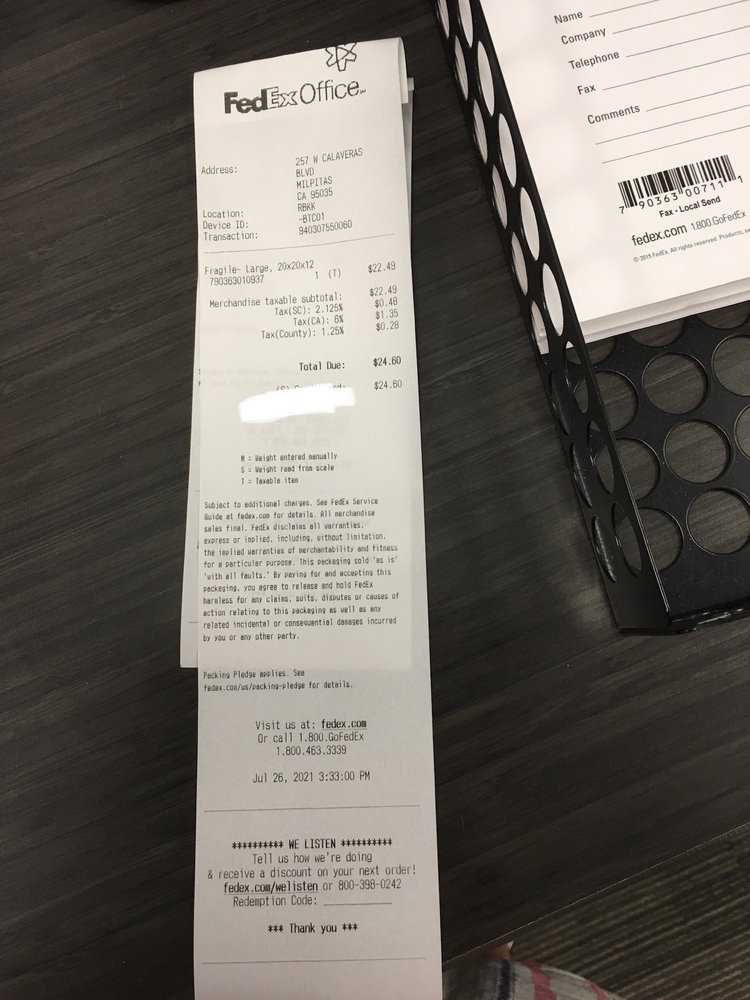 FedEx Office
Address: 257 W CALAVERAS
BLVD
MILPITAS
CA 95035
Location: RBKK
Device ID: -BTC01
Transaction: 940307550060
Fragile- Large, 20x20x12
790363010937 1 (T) $22.49
Merchandise taxable subtotal: $22.49
Tax(SC): 2.125% $0.48
Tax(CA): 6% $1.35
Tax(County): 1.25% $0.28
Total Due: $24.60
$24.60
M = Weight entered manually
S = Weight read from scale
T = Taxable item
Subject to additional charges. See FedEx Service
Guide at fedex.com for details. All merchandise
sales final. FedEx disclaims all warranties,
express or implied, including, without limitation,
the implied warranties of merchantability and fitness
for a particular purpose. This packaging sold 'as is'
'with all faults.' By paying for and accepting this
packaging, you agree to release and hold FedEx
harmless for any claims, suits, disputes or causes of
action relating to this packaging as well as any
related incidental or consequential damages incurred
by you or any other party.
Packing Pledge applies. See
fedex.com/us/packing-pledge for details.
Visit us at: fedex.com
Or call 1.800.GoFedEx
1.800.463.3339
Jul 26, 2021 3:33:00 PM
********** WE LISTEN **********
Tell us how we're doing
& receive a discount on your next order!
fedex.com/welisten or 800-398-0242
Redemption Code: ____________
*** Thank you ***
Name
Company
Telephone
Fax
Comments
7 90363 00711 1
Fax - Local Send
fedex.com 1.800.GoFedEx
© 2015 FedEx. All rights reserved. Products, se